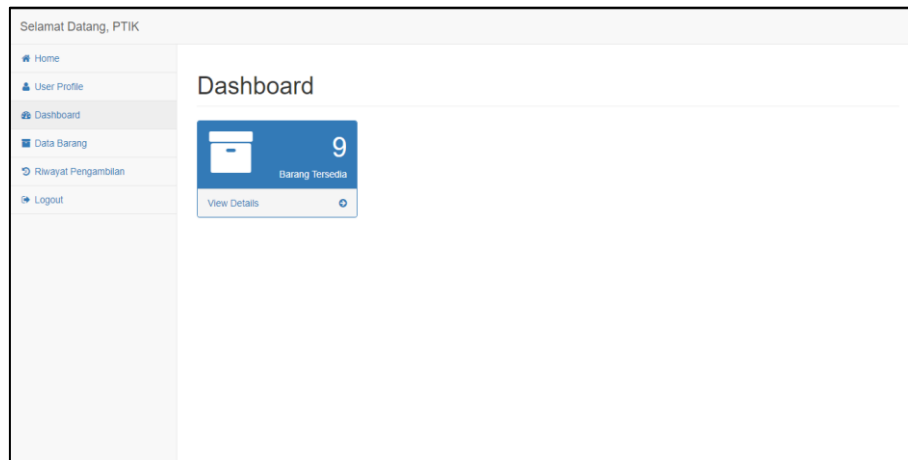 Selamat Datang, PTIK
Home
User Profile
Dashboard
Data Barang
Riwayat Pengambilan
Logout
Dashboard
9
Barang Tersedia
View Details